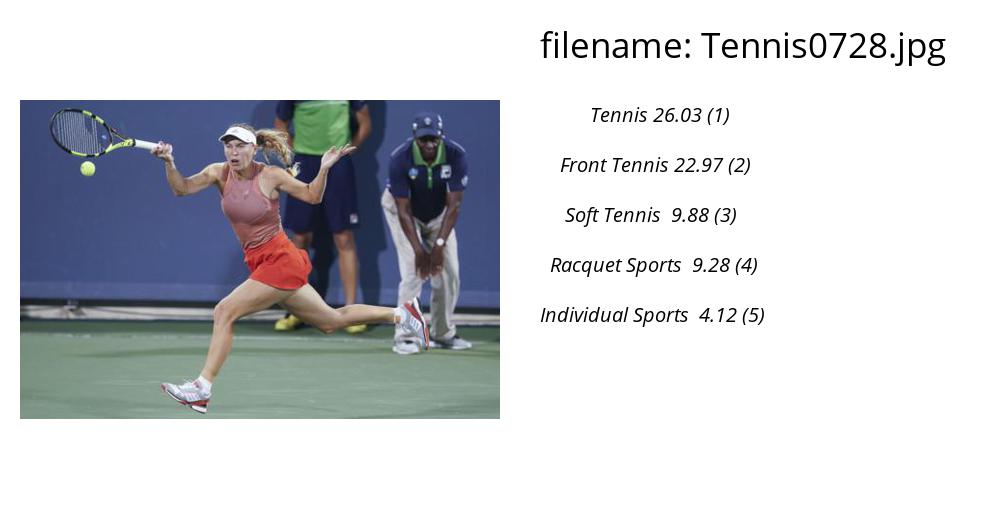 filename: Tennis0728.jpg
Tennis 26.03 (1)
Front Tennis 22.97 (2)
Soft Tennis 9.88 (3)
Racquet Sports 9.28 (4)
Individual Sports 4.12 (5)